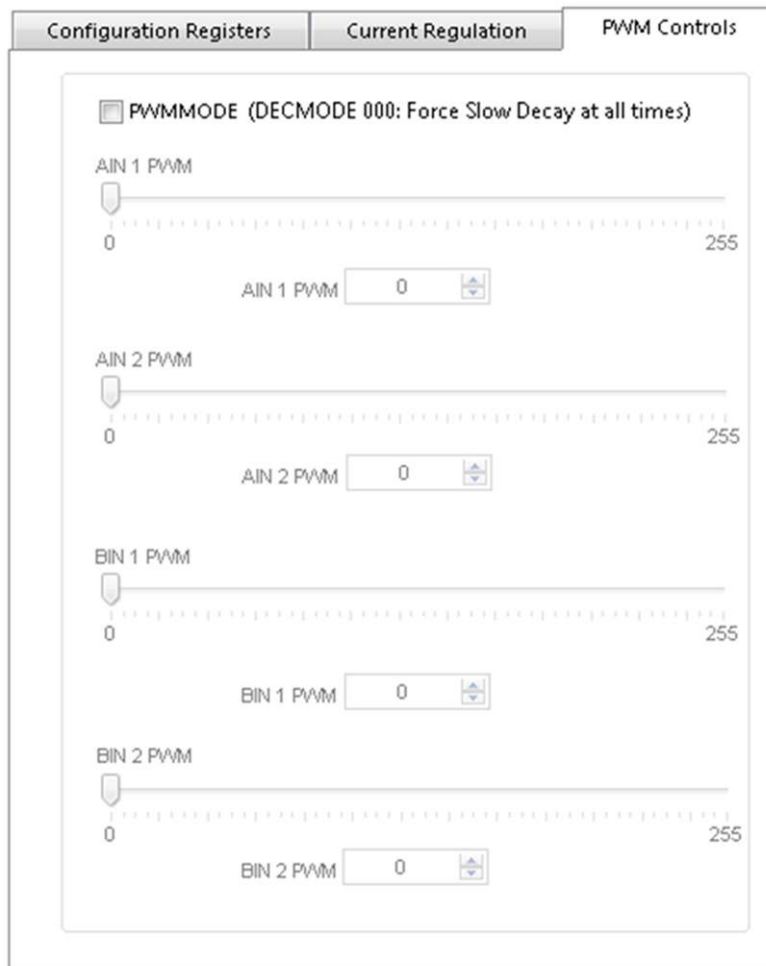 Configuration Registers
Current Regulation
PWM Controls
PWMMODE (DECMODE 000: Force Slow Decay at all times)
AIN 1 PWM
0 255
AIN 1 PWM 0
AIN 2 PWM
0 255
AIN 2 PWM 0
BIN 1 PWM
0 255
BIN 1 PWM 0
BIN 2 PWM
0 255
BIN 2 PWM 0